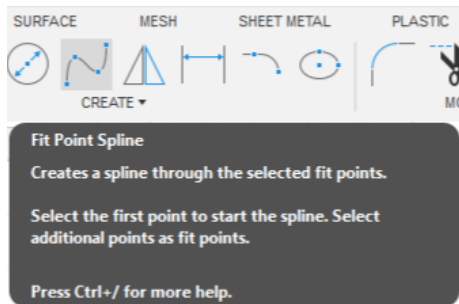 SURFACE MESH SHEET METAL PLASTIC
CREATE ▾
Fit Point Spline
Creates a spline through the selected fit points.
Select the first point to start the spline. Select
additional points as fit points.
Press Ctrl+/ for more help.